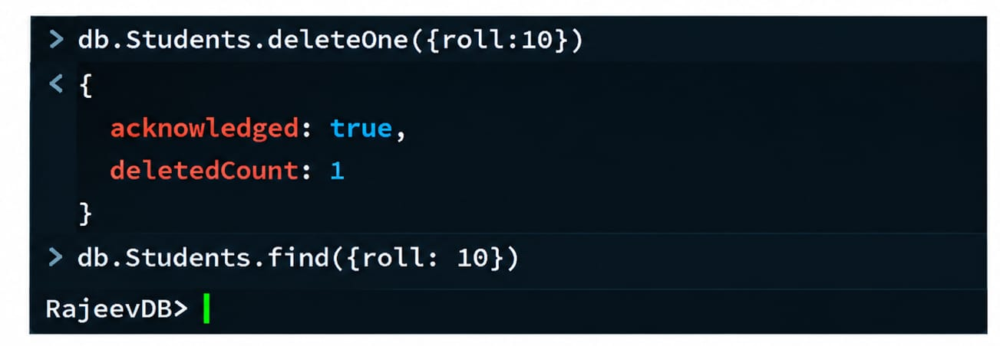 > db.Students.deleteOne({roll:10})
< {
acknowledged: true,
deletedCount: 1
}
> db.Students.find({roll: 10})
RajeevDB>